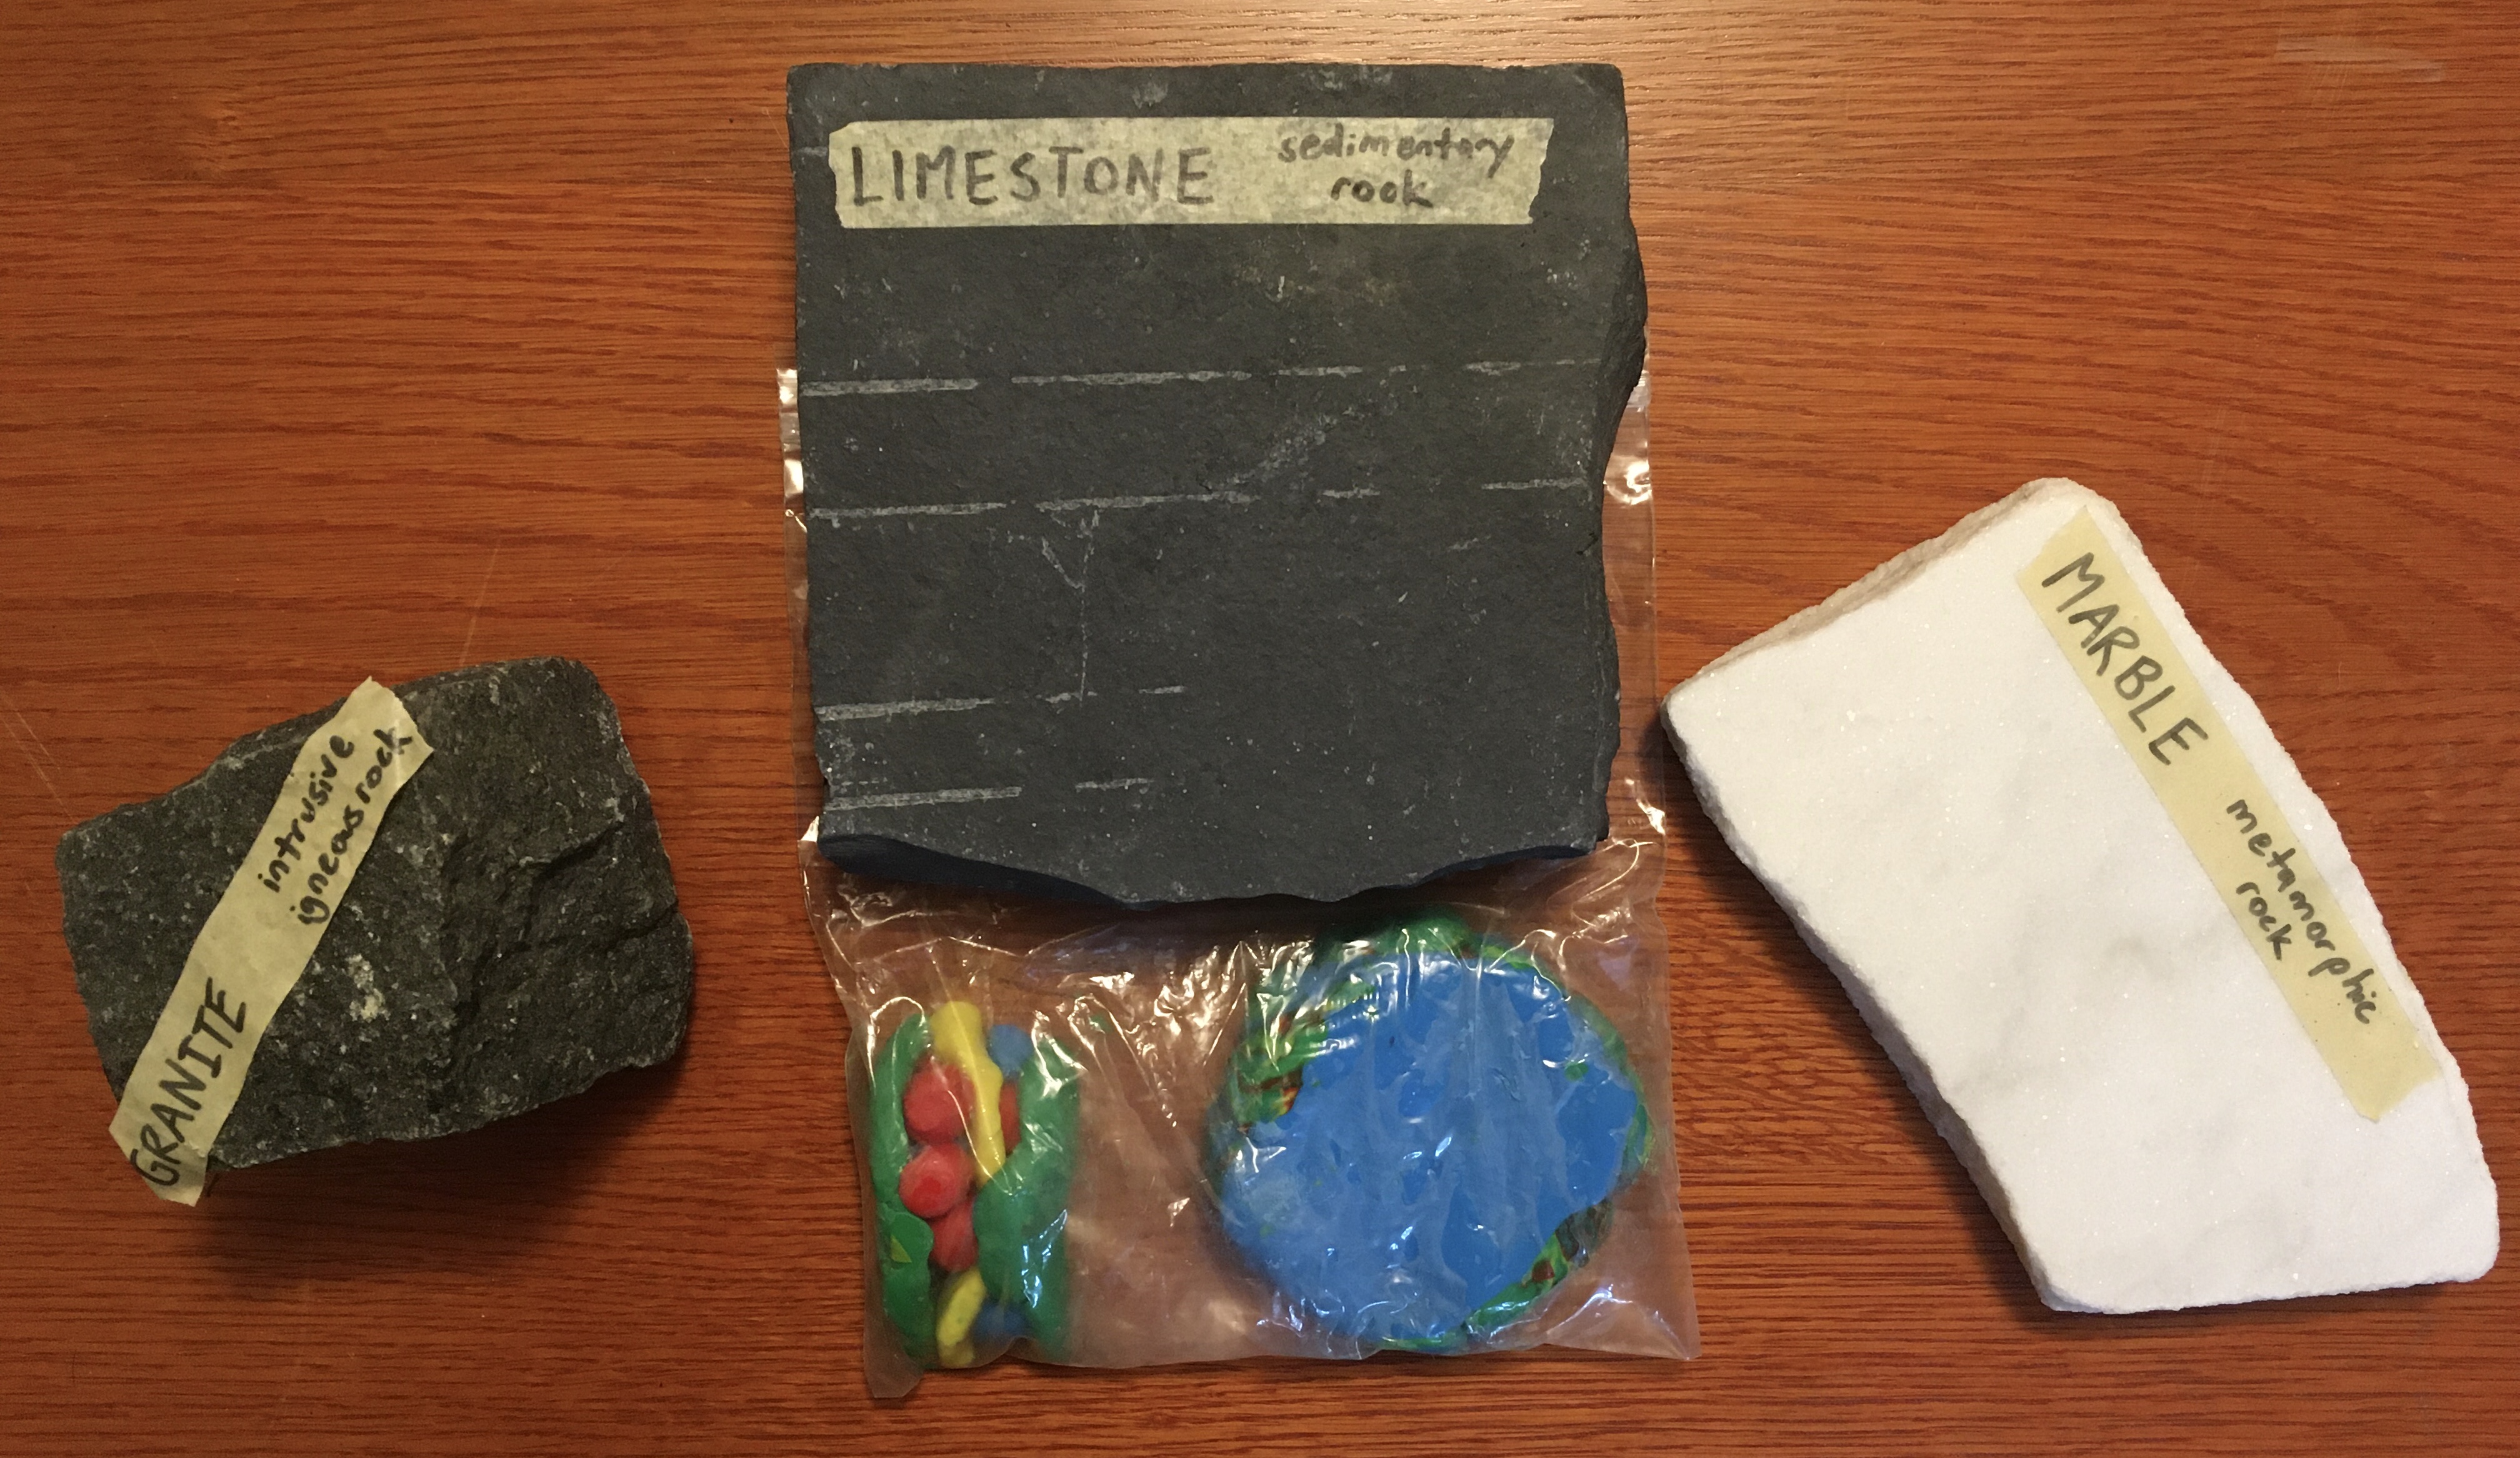 LIMESTONE sedimentary
rock
GRANITE intrusive
igneous rock
MARBLE metamorphic
rock